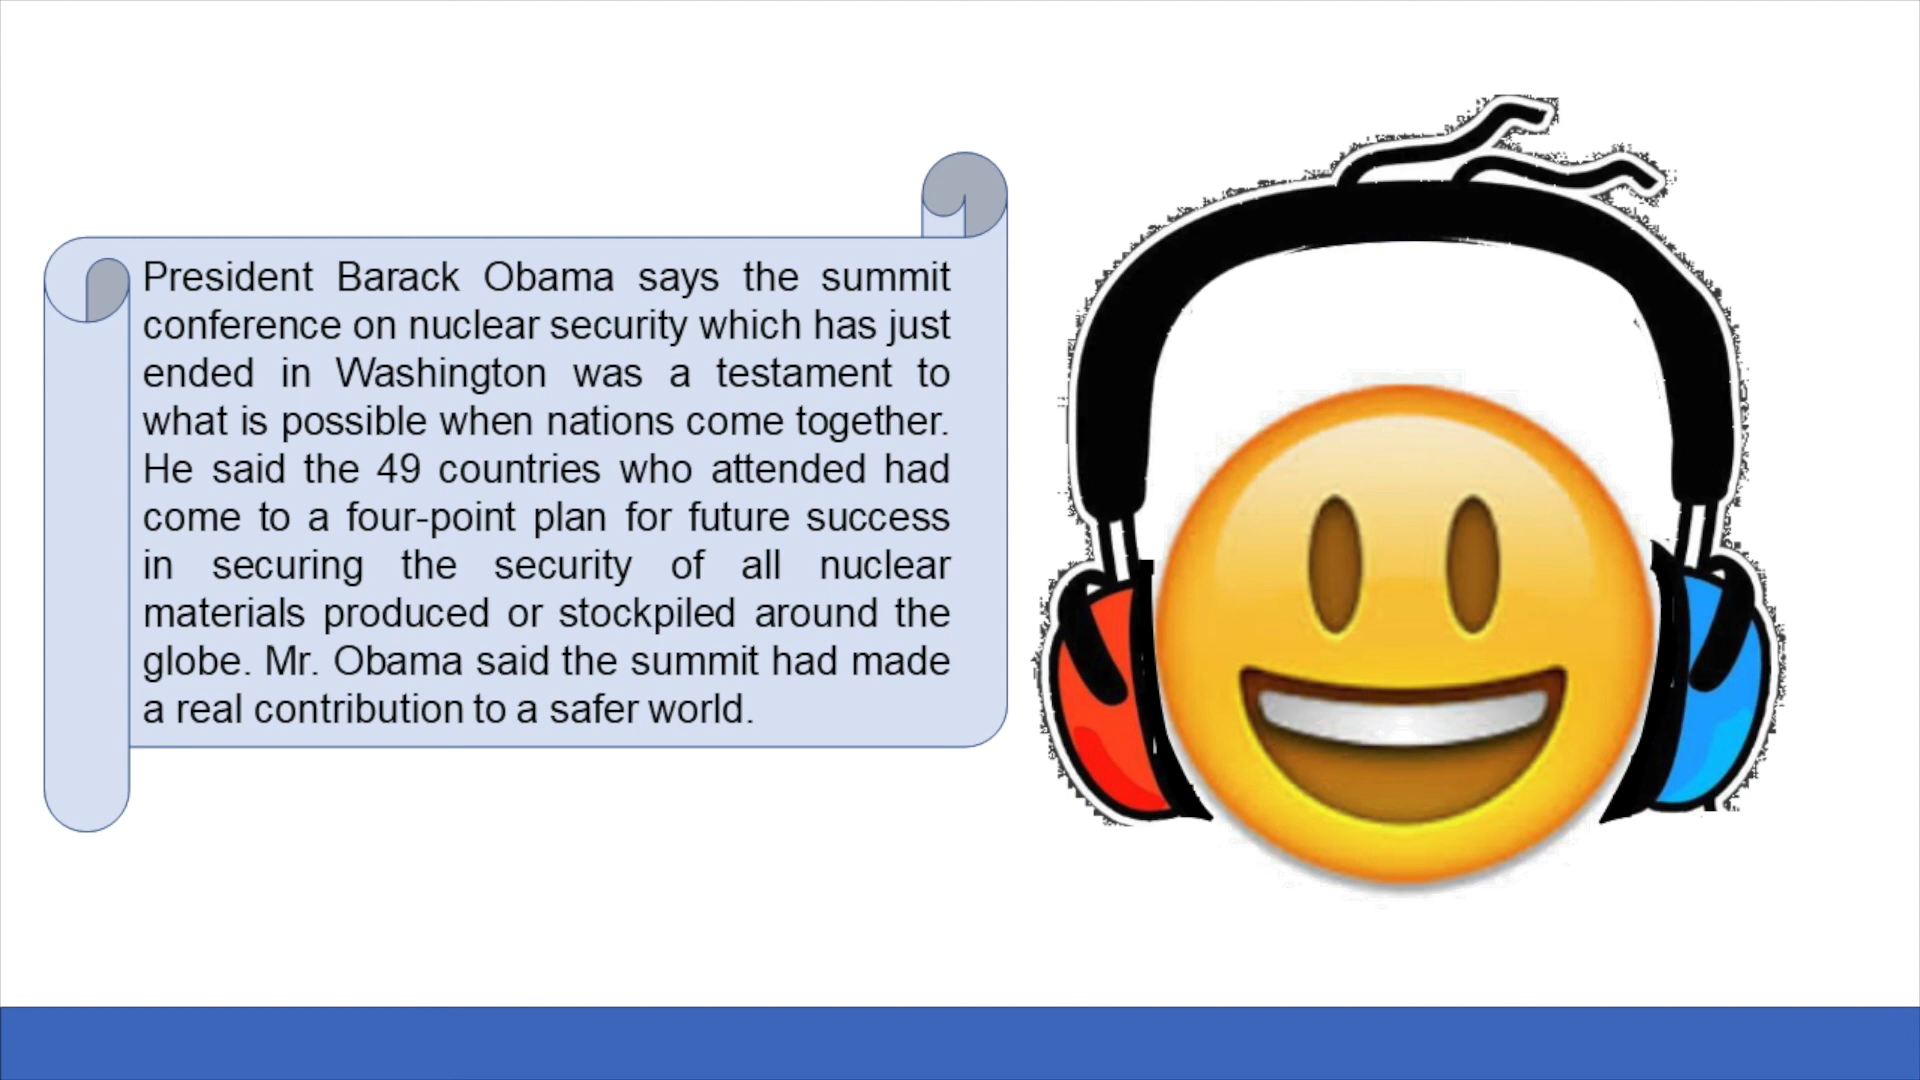 President Barack Obama says the summit
conference on nuclear security which has just
ended in Washington was a testament to
what is possible when nations come together.
He said the 49 countries who attended had
come to a four-point plan for future success
in securing the security of all nuclear
materials produced or stockpiled around the
globe. Mr. Obama said the summit had made
a real contribution to a safer world.